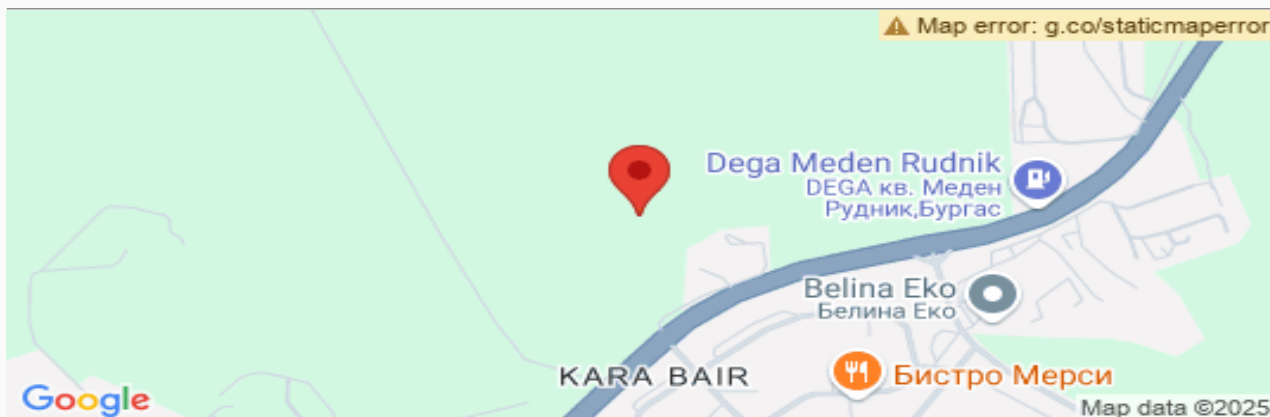 Map error: g.co/staticmaperror
Dega Meden Rudnik
DEGA кв. Меден
Рудник,Бургас
Belina Eko
Белина Еко
KARA BAIR
Бистро Мерси
Google
Map data ©2025